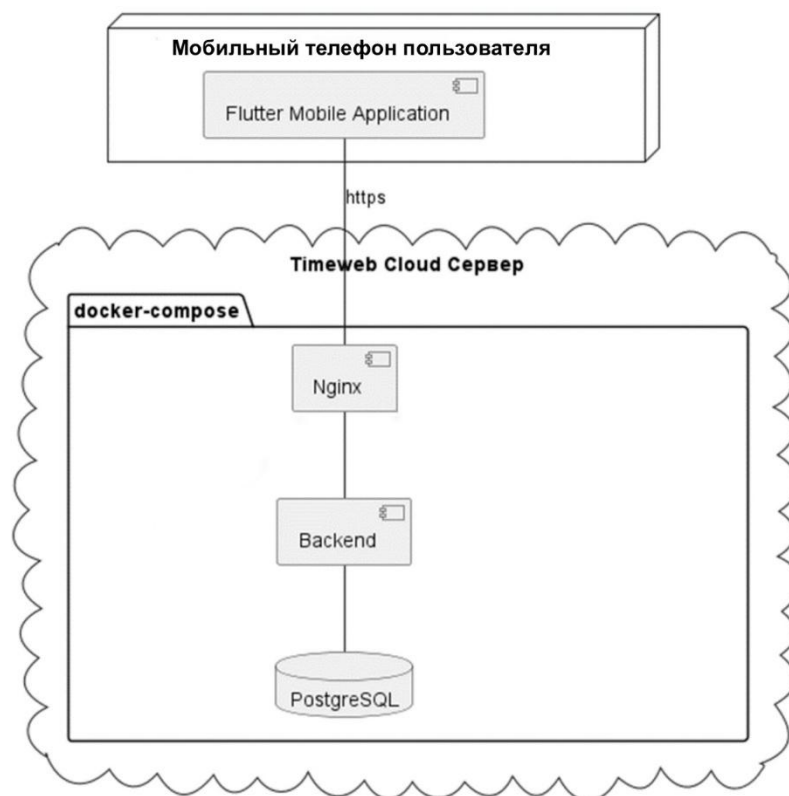 Мобильный телефон пользователя
Flutter Mobile Application
https
Timeweb Cloud Сервер
docker-compose
Nginx
Backend
PostgreSQL